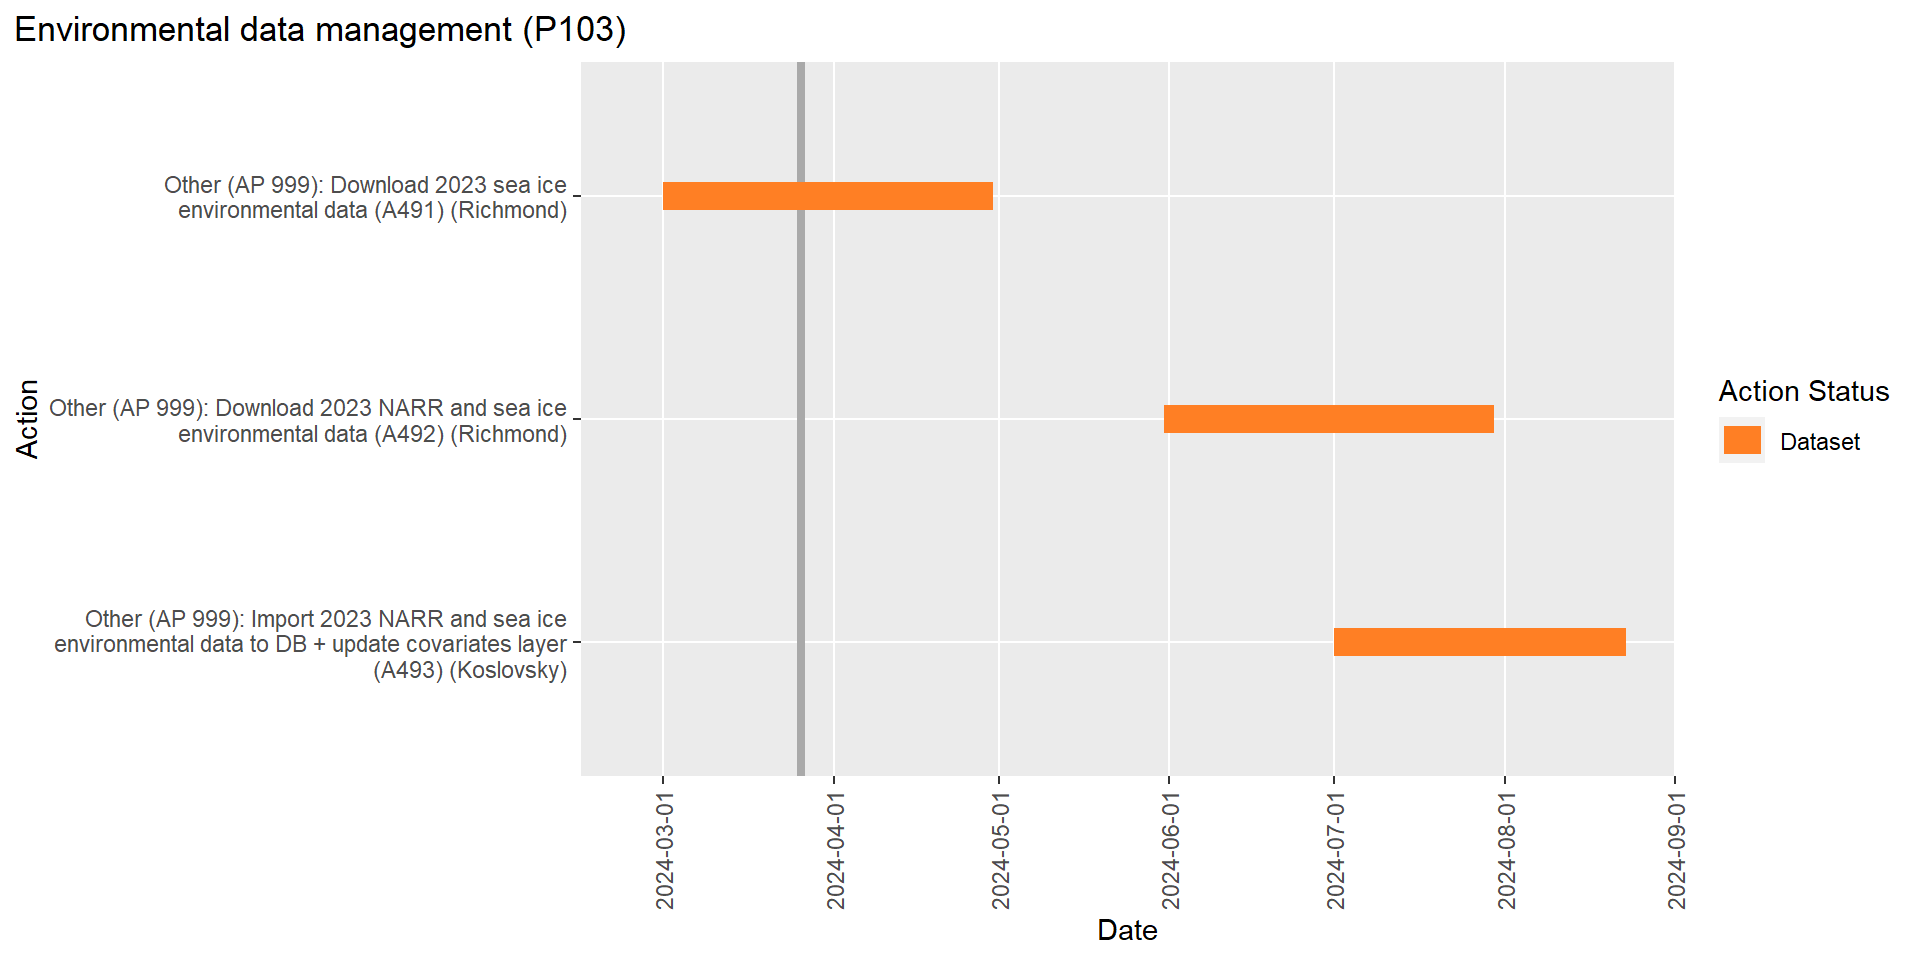 Environmental data management (P103)
Action
Other (AP 999): Download 2023 sea ice
environmental data (A491) (Richmond)
Other (AP 999): Download 2023 NARR and sea ice
environmental data (A492) (Richmond)
Other (AP 999): Import 2023 NARR and sea ice
environmental data to DB + update covariates layer
(A493) (Koslovsky)
2024-03-01
2024-04-01
2024-05-01
2024-06-01
2024-07-01
2024-08-01
2024-09-01
Date
Action Status
Dataset